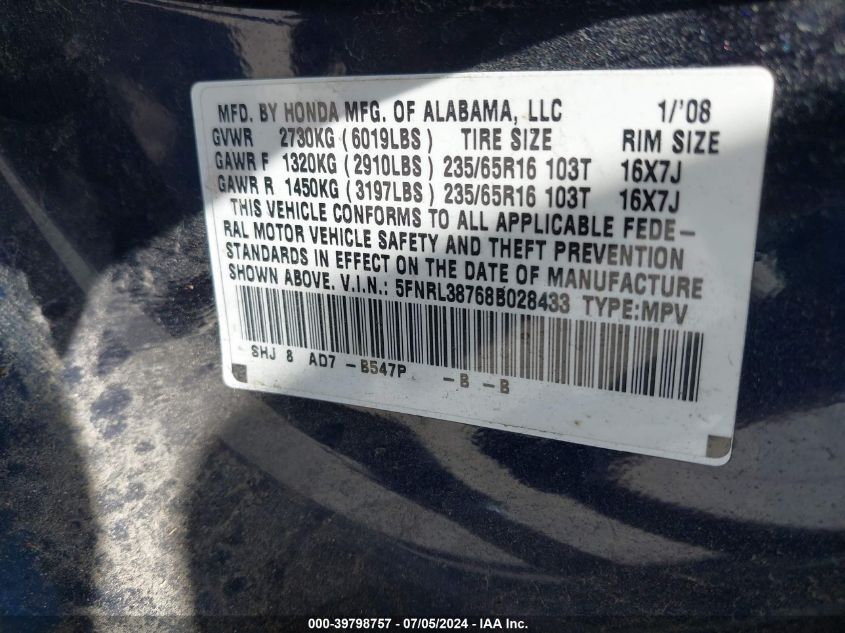 MFD. BY HONDA MFG. OF ALABAMA, LLC 1/'08
GVWR 2730KG (6019LBS) TIRE SIZE RIM SIZE
GAWR F 1320KG (2910LBS) 235/65R16 103T 16X7J
GAWR R 1450KG (3197LBS) 235/65R16 103T 16X7J
THIS VEHICLE CONFORMS TO ALL APPLICABLE FEDE-
RAL MOTOR VEHICLE SAFETY AND THEFT PREVENTION
STANDARDS IN EFFECT ON THE DATE OF MANUFACTURE
SHOWN ABOVE. V.I.N.: 5FNRL38768B028433 TYPE:MPV
SHJ 8 AD7 -B547P -B -B
000-39798757 - 07/05/2024 - IAAI Inc.